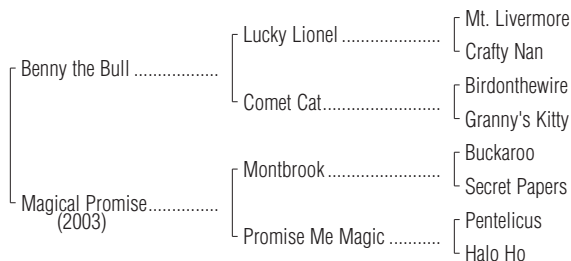 Mt. Livermore
Lucky Lionel ......................
Crafty Nan
Benny the Bull .................
Birdonthewire
Comet Cat..........................
Granny's Kitty
Buckaroo
Montbrook .........................
Secret Papers
Magical Promise..............
(2003)
Pentelicus
Promise Me Magic ...........
Halo Ho